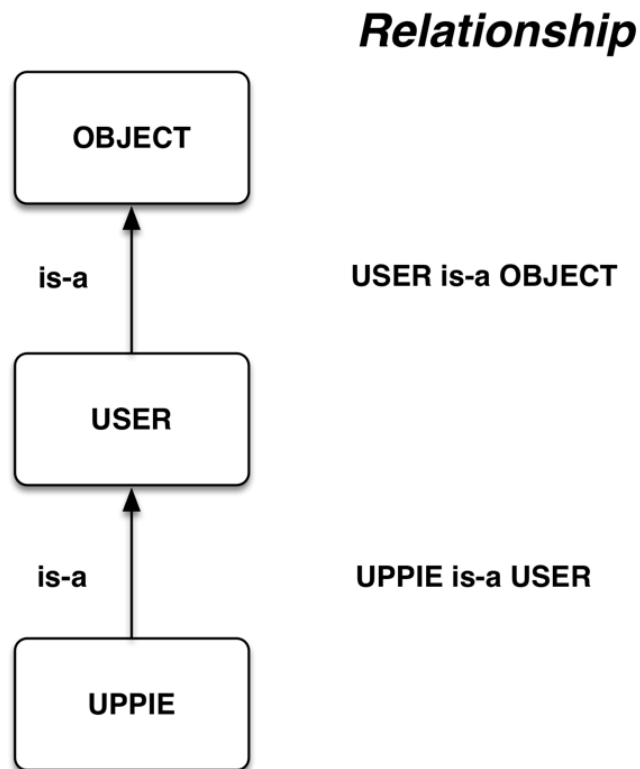 Relationship
OBJECT
is-a
USER is-a OBJECT
USER
is-a
UPPIE is-a USER
UPPIE